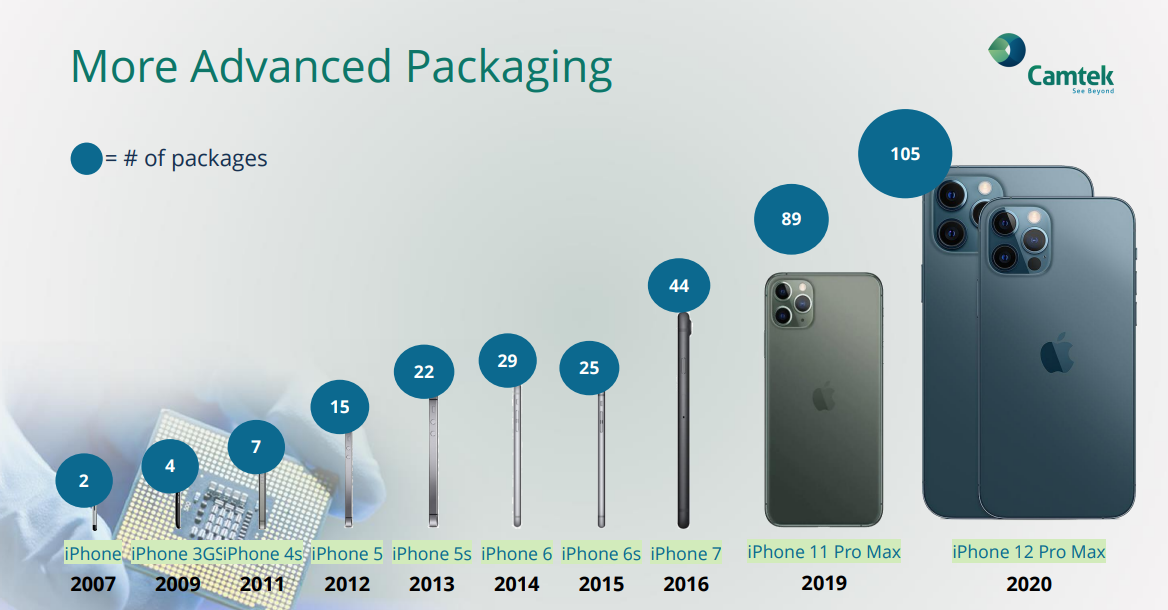 More Advanced Packaging
Camtek
See Beyond
= # of packages
105
89
44
29
25
22
15
7
4
2
iPhone iPhone 3GS iPhone 4s iPhone 5 iPhone 5s iPhone 6 iPhone 6s iPhone 7 iPhone 11 Pro Max iPhone 12 Pro Max
2007 2009 2011 2012 2013 2014 2015 2016 2019 2020